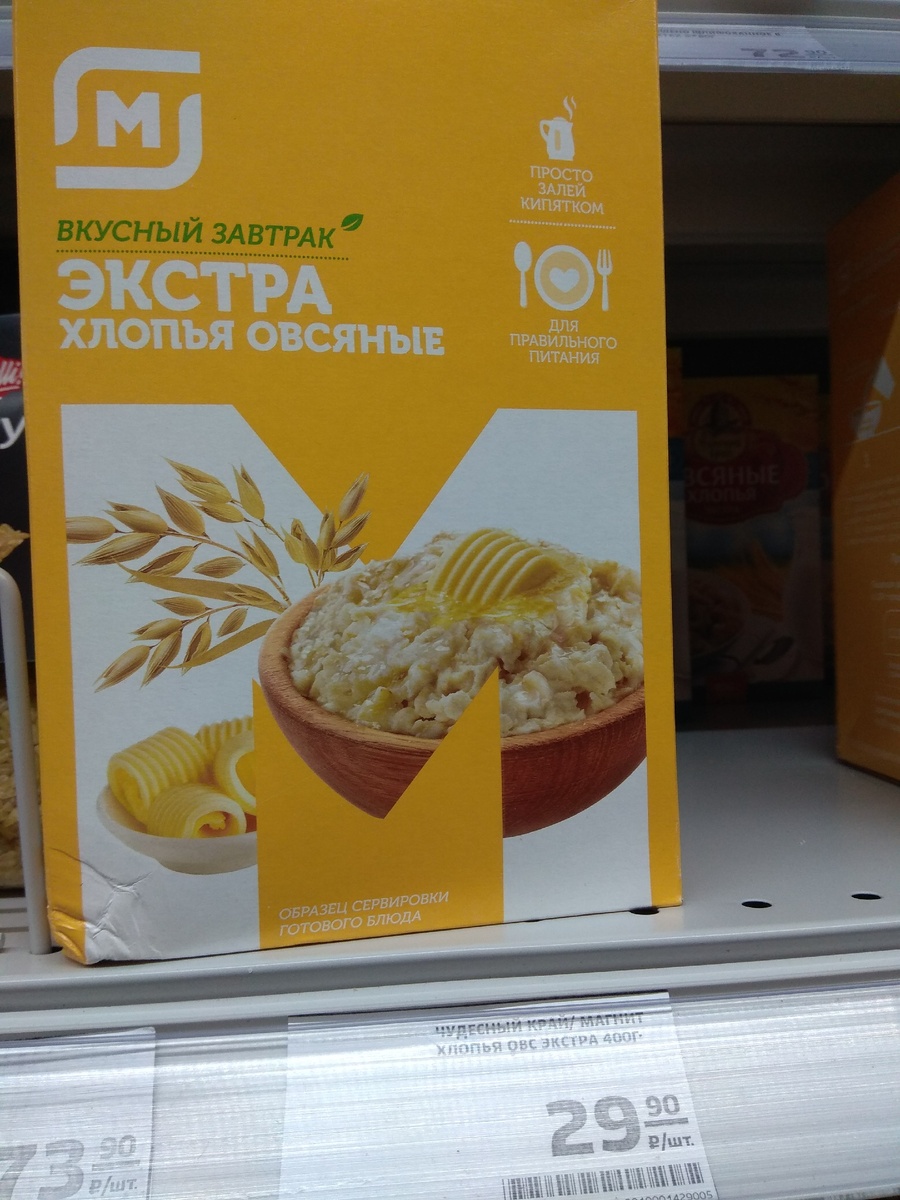 М
ВКУСНЫЙ ЗАВТРАК
ЭКСТРА
ХЛОПЬЯ ОВСЯНЫЕ
ПРОСТО
ЗАЛЕЙ
КИПЯТКОМ
ДЛЯ
ПРАВИЛЬНОГО
ПИТАНИЯ
ОБРАЗЕЦ СЕРВИРОВКИ
ГОТОВОГО БЛЮДА
ХЛОПЬЯ
ЧУДЕСНЫЙ КРАЙ/ МАГНИТ
ХЛОПЬЯ ОВС ЭКСТРА 400Г
29 90
₽/шт.
73 90
₽/шт.